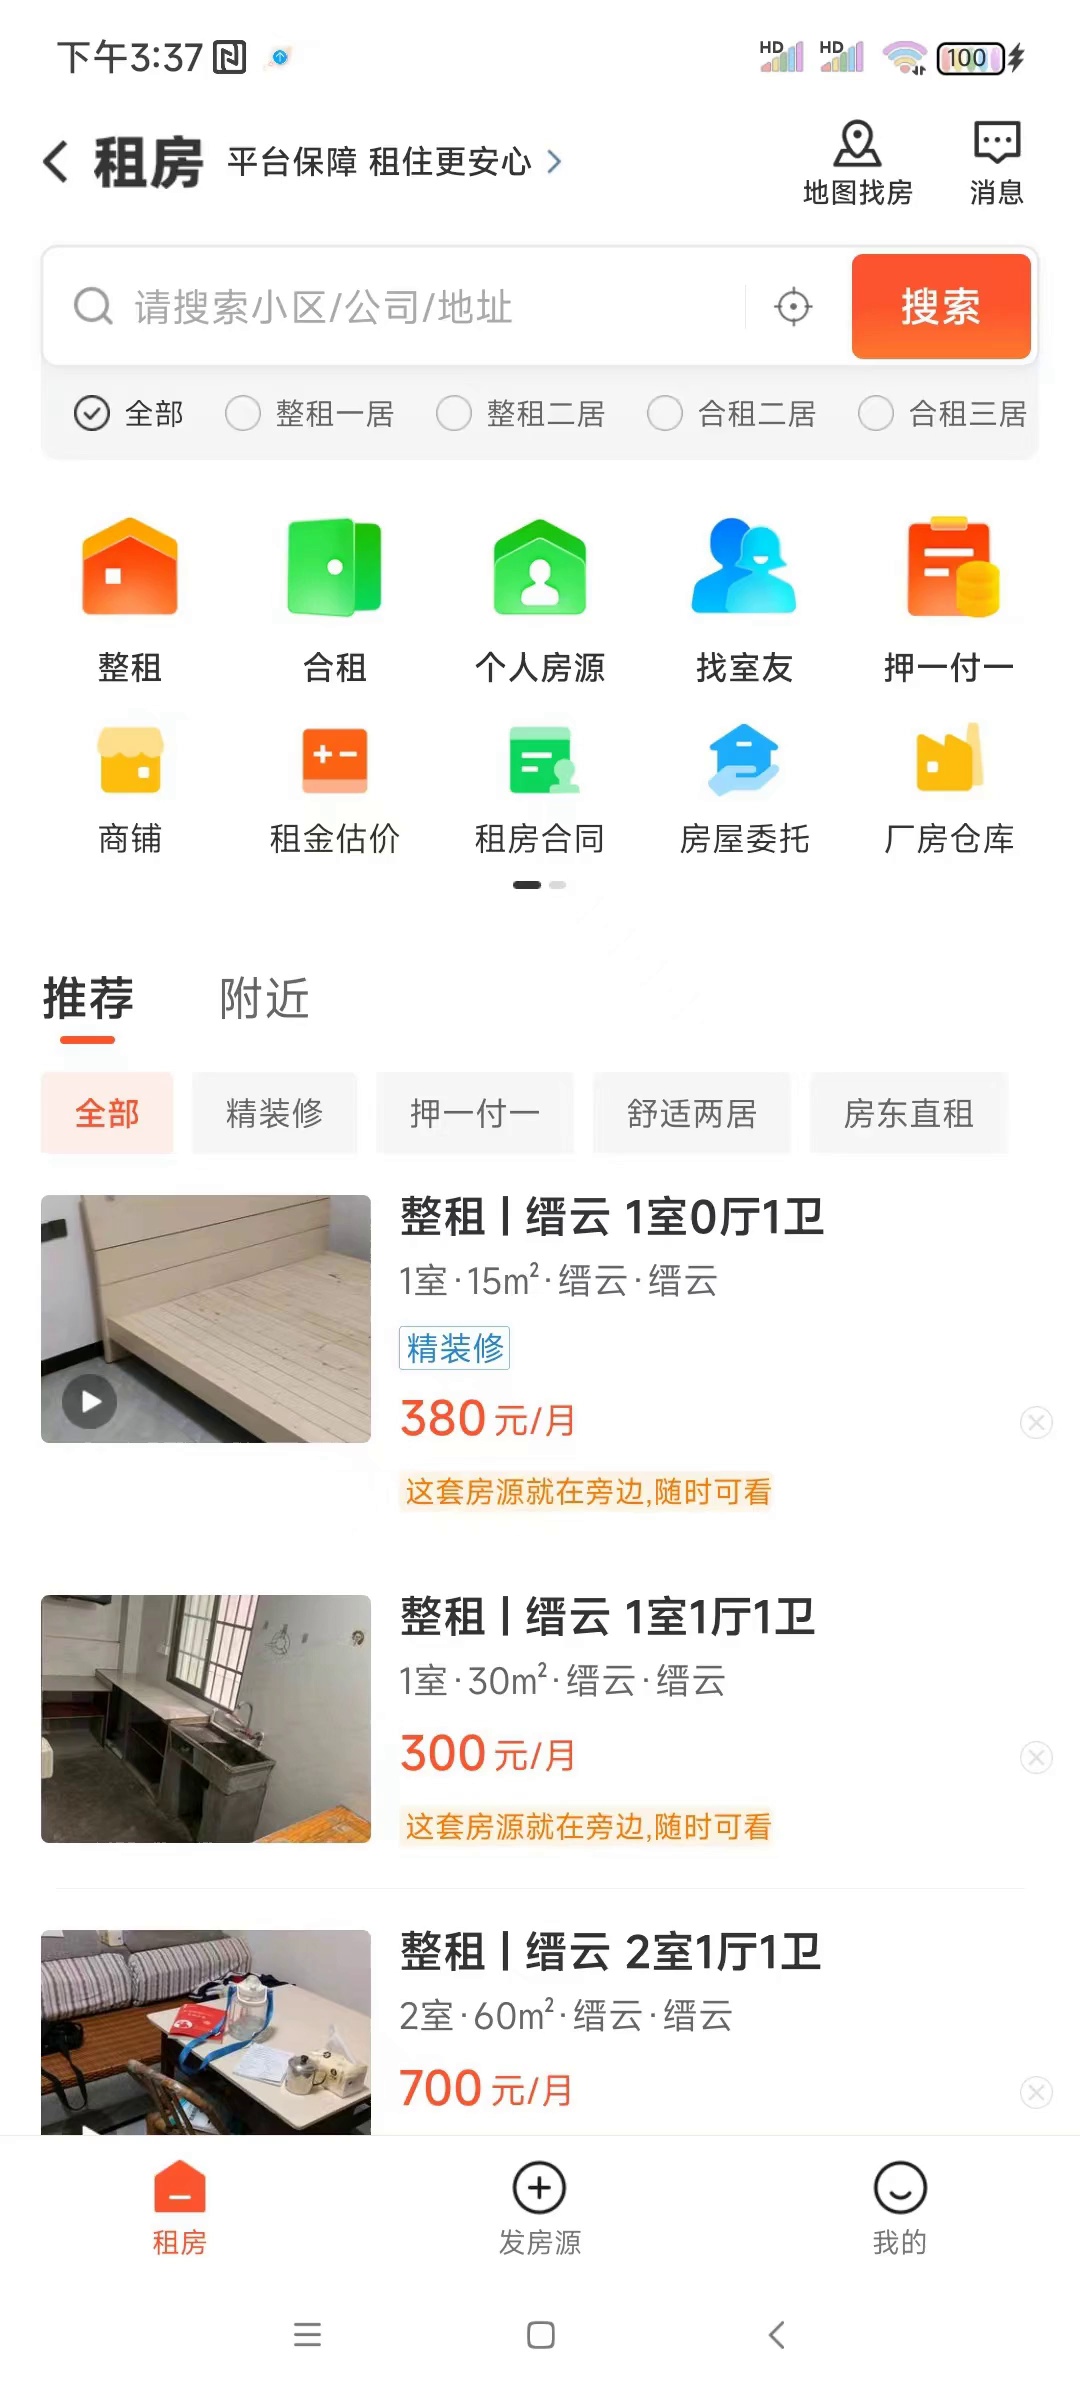 下午3:37
HD HD 100
租房 平台保障 租住更安心
地图找房 消息
请搜索小区/公司/地址 搜索
全部 整租一居 整租二居 合租二居 合租三居
整租 合租 个人房源 找室友 押一付一
商铺 租金估价 租房合同 房屋委托 厂房仓库
推荐 附近
全部 精装修 押一付一 舒适两居 房东直租
整租 | 缙云 1室0厅1卫
1室·15m²·缙云·缙云
精装修
380 元/月
这套房源就在旁边,随时可看
整租 | 缙云 1室1厅1卫
1室·30m²·缙云·缙云
300 元/月
这套房源就在旁边,随时可看
整租 | 缙云 2室1厅1卫
2室·60m²·缙云·缙云
700 元/月
租房 发房源 我的